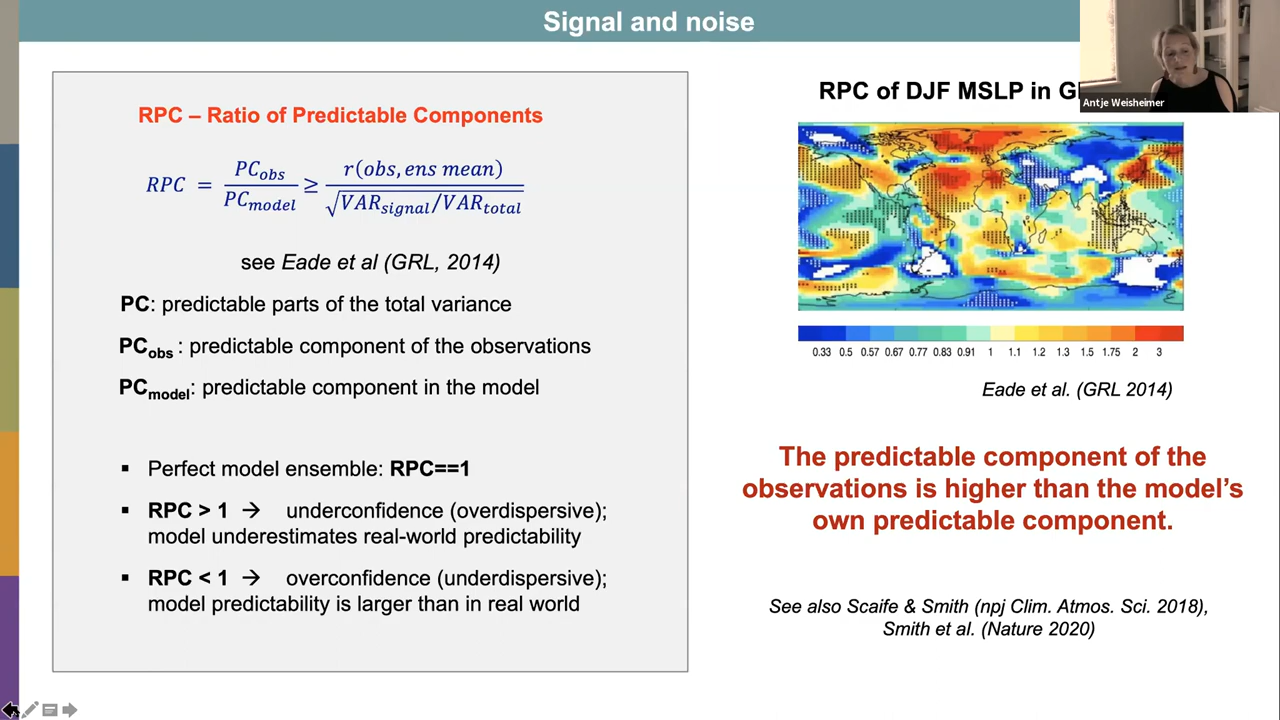 Signal and noise
RPC – Ratio of Predictable Components
RPC = PC_obs / PC_model ≥ r(obs, ens mean) / √VAR_signal/VAR_total
see Eade et al (GRL, 2014)
PC: predictable parts of the total variance
PC_obs : predictable component of the observations
PC_model: predictable component in the model
▪ Perfect model ensemble: RPC==1
▪ RPC > 1 → underconfidence (overdispersive);
model underestimates real-world predictability
▪ RPC < 1 → overconfidence (underdispersive);
model predictability is larger than in real world
RPC of DJF MSLP in
Antje Weisheimer
0.33 0.5 0.57 0.67 0.77 0.83 0.91 1 1.1 1.2 1.3 1.5 1.75 2 3
Eade et al. (GRL 2014)
The predictable component of the
observations is higher than the model’s
own predictable component.
See also Scaife & Smith (npj Clim. Atmos. Sci. 2018),
Smith et al. (Nature 2020)